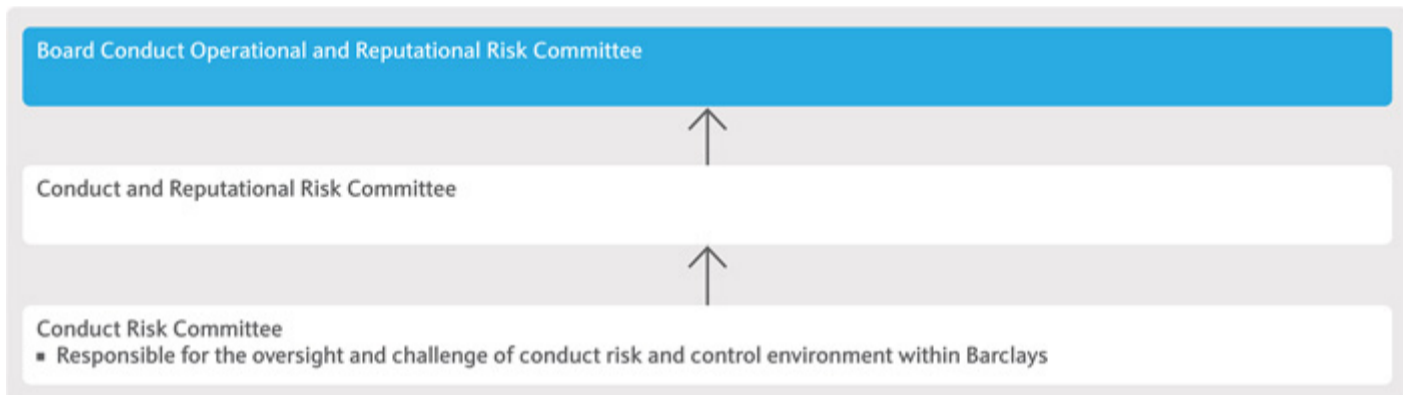 Board Conduct Operational and Reputational Risk Committee
Conduct and Reputational Risk Committee
Conduct Risk Committee
▪ Responsible for the oversight and challenge of conduct risk and control environment within Barclays